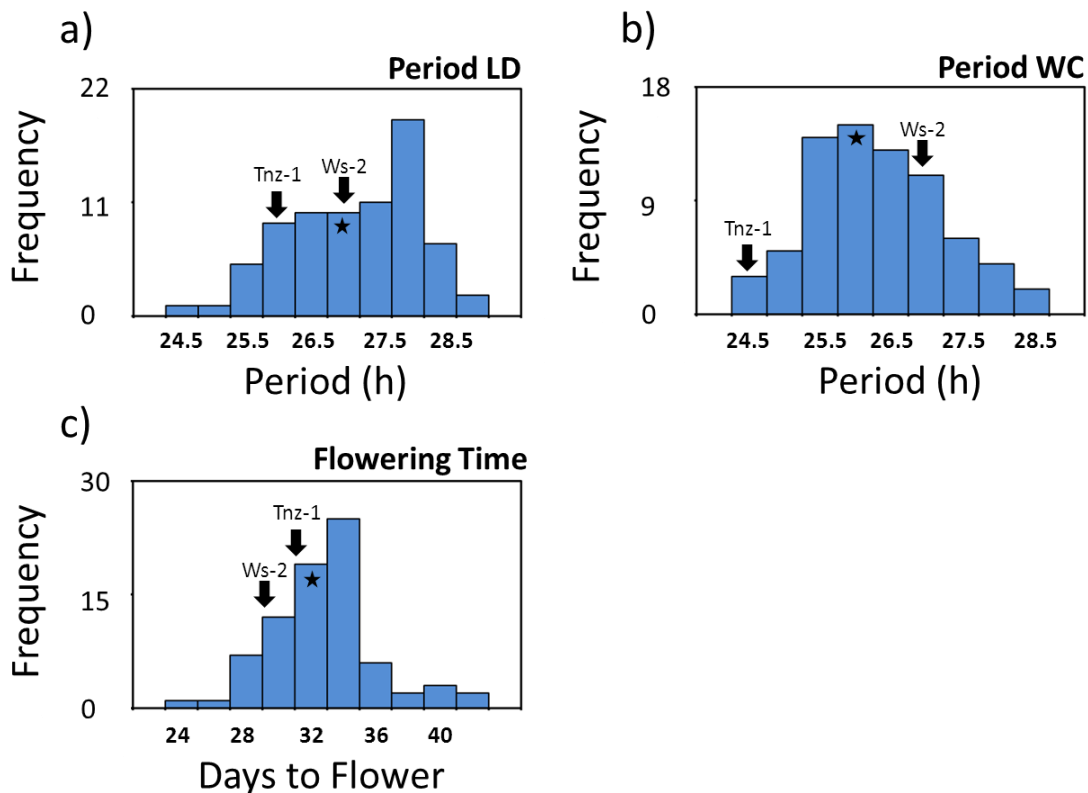 a)
Period LD
22
11
0
Frequency
Tnz-1
Ws-2
24.5 25.5 26.5 27.5 28.5
Period (h)
b)
Period WC
18
9
0
Frequency
Tnz-1
Ws-2
24.5 25.5 26.5 27.5 28.5
Period (h)
c)
Flowering Time
30
15
0
Frequency
Tnz-1
Ws-2
24 28 32 36 40
Days to Flower